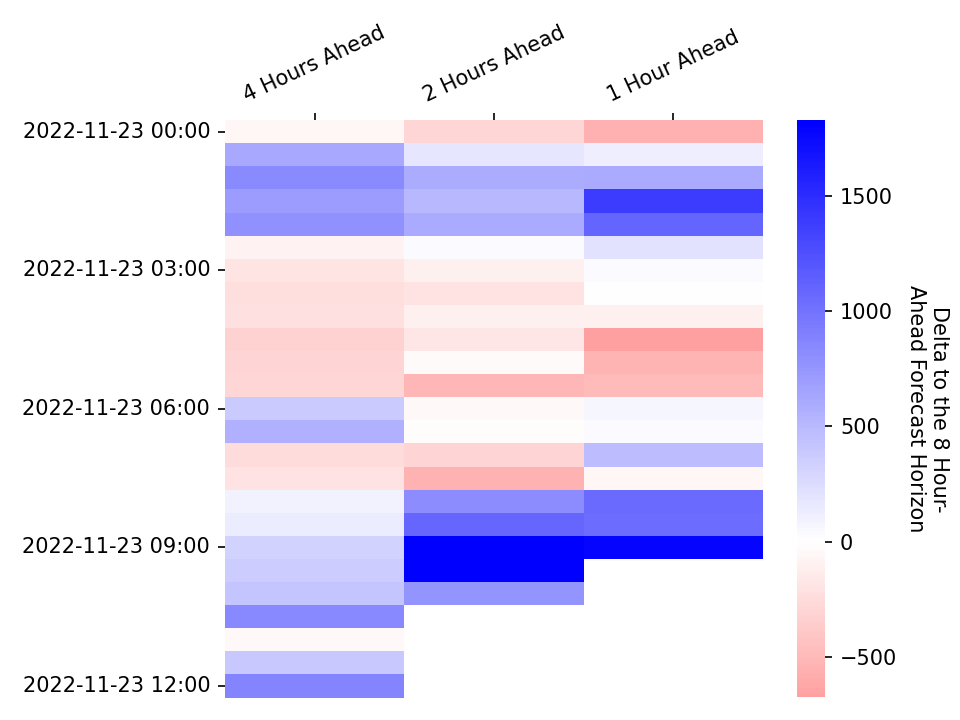 4 Hours Ahead
2 Hours Ahead
1 Hour Ahead
2022-11-23 00:00
2022-11-23 03:00
2022-11-23 06:00
2022-11-23 09:00
2022-11-23 12:00
1500
1000
500
0
−500
Delta to the 8 Hour-
Ahead Forecast Horizon